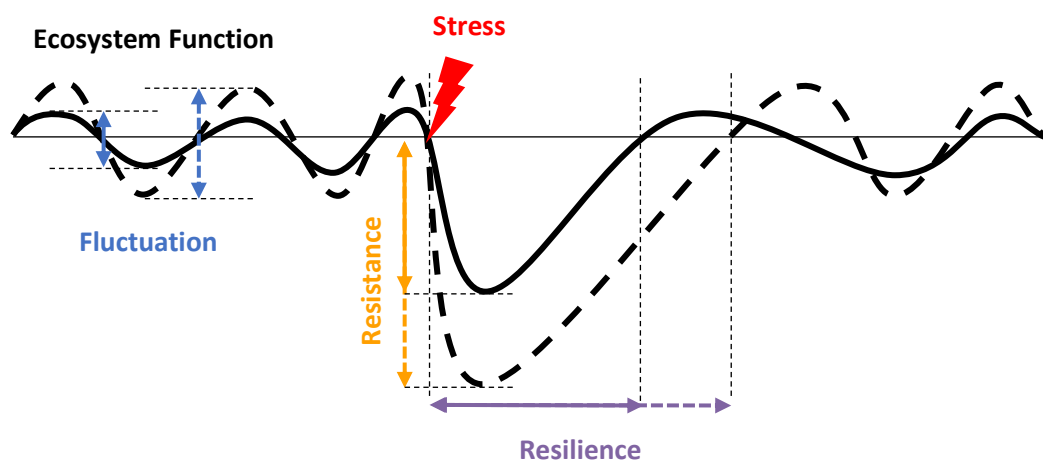 Stress
Ecosystem Function
Fluctuation
Resistance
Resilience